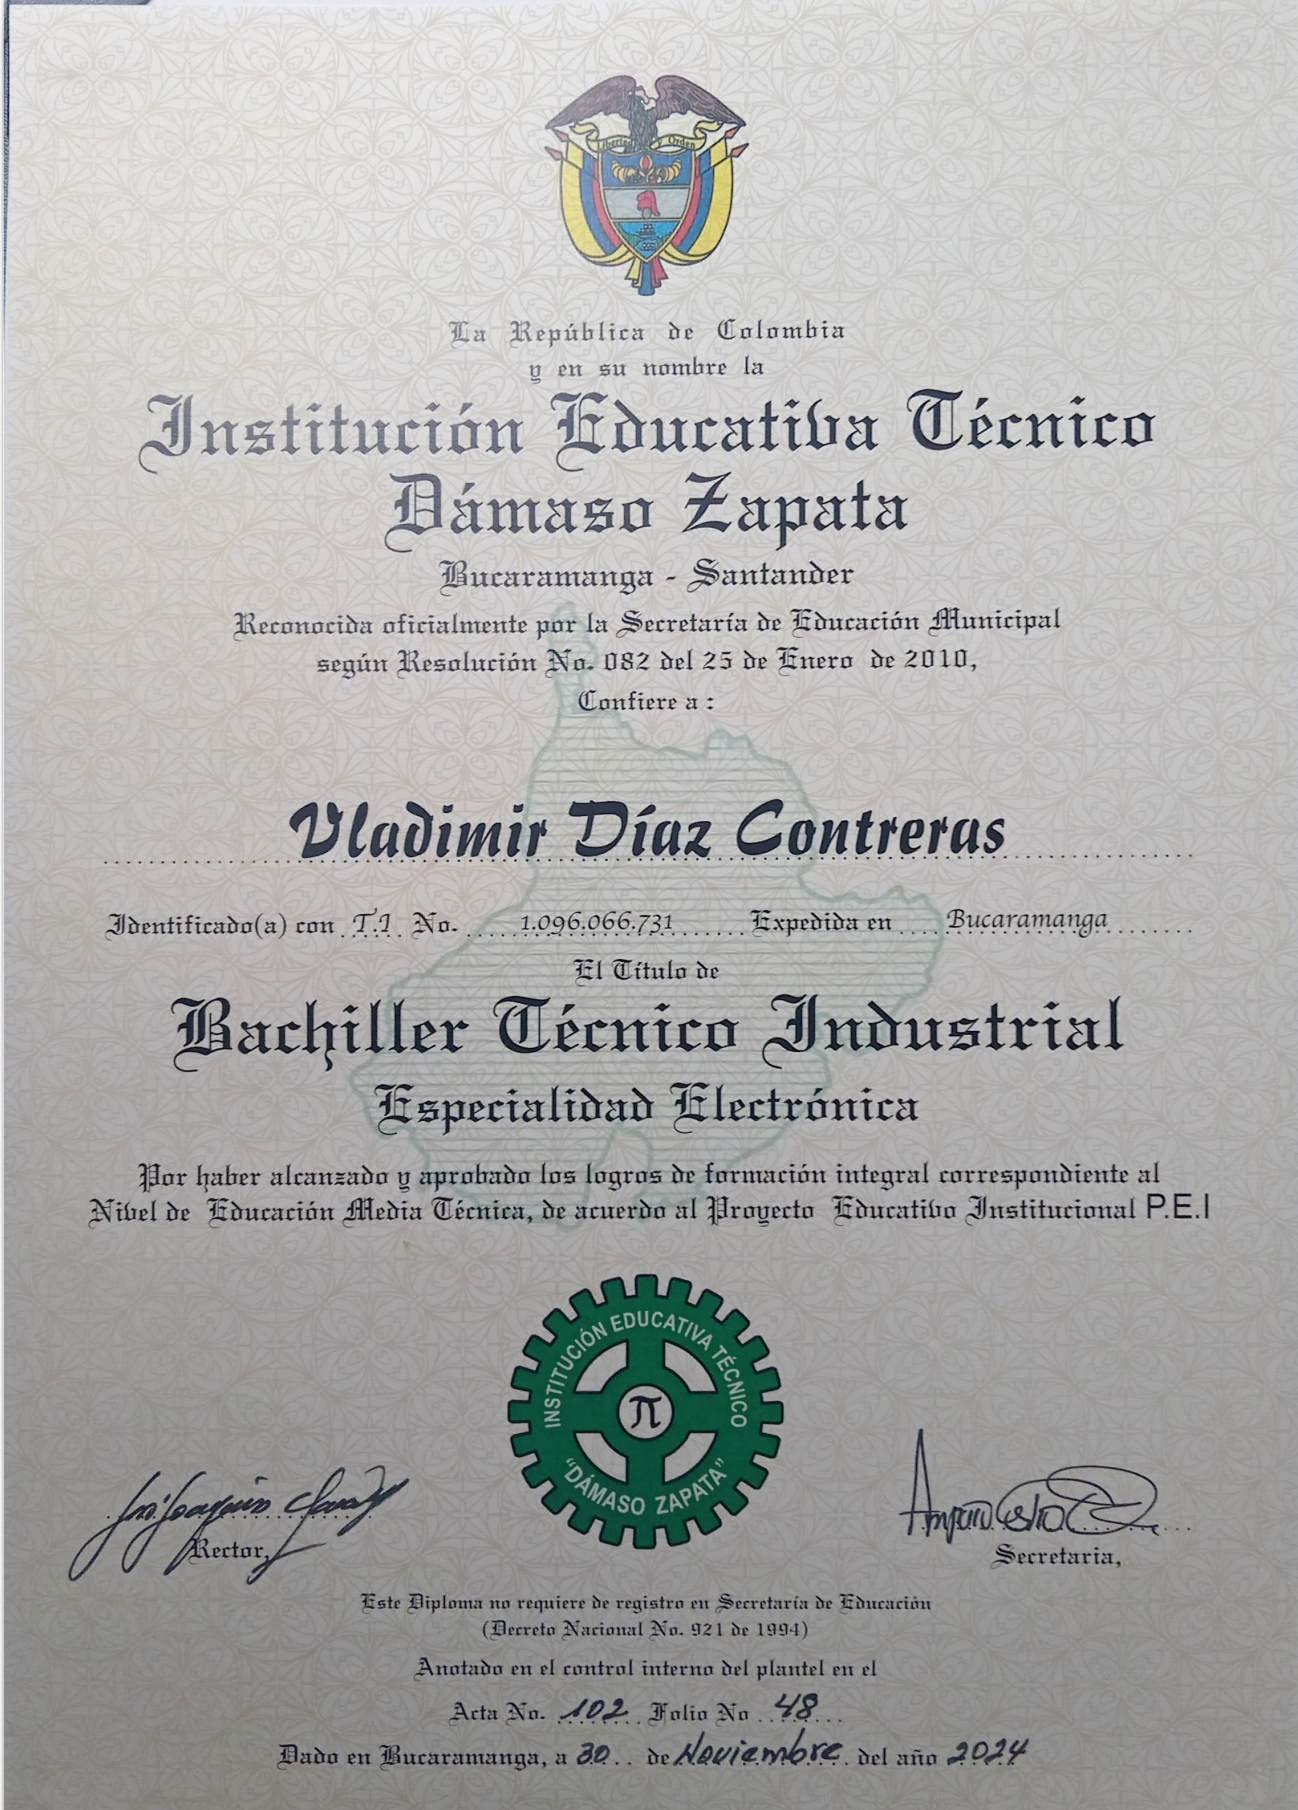 Libertad y Orden
La República de Colombia
y en su nombre la
Institución Educativa Técnico
Dámaso Zapata
Bucaramanga - Santander
Reconocida oficialmente por la Secretaría de Educación Municipal
según Resolución No. 082 del 25 de Enero de 2010,
Confiere a :
Vladimir Díaz Contreras
Identificado(a) con T.I No. 1.096.066.731 Expedida en Bucaramanga
El Título de
Bachiller Técnico Industrial
Especialidad Electrónica
Por haber alcanzado y aprobado los logros de formación integral correspondiente al
Nivel de Educación Media Técnica, de acuerdo al Proyecto Educativo Institucional P.E.I
INSTITUCIÓN EDUCATIVA TÉCNICO
π
"DÁMASO ZAPATA"
Rector,
Secretaria,
Este Diploma no requiere de registro en Secretaría de Educación
(Decreto Nacional No. 921 de 1994)
Anotado en el control interno del plantel en el
Acta No. 102 Folio No 48
Dado en Bucaramanga, a 30 de Noviembre del año 2024